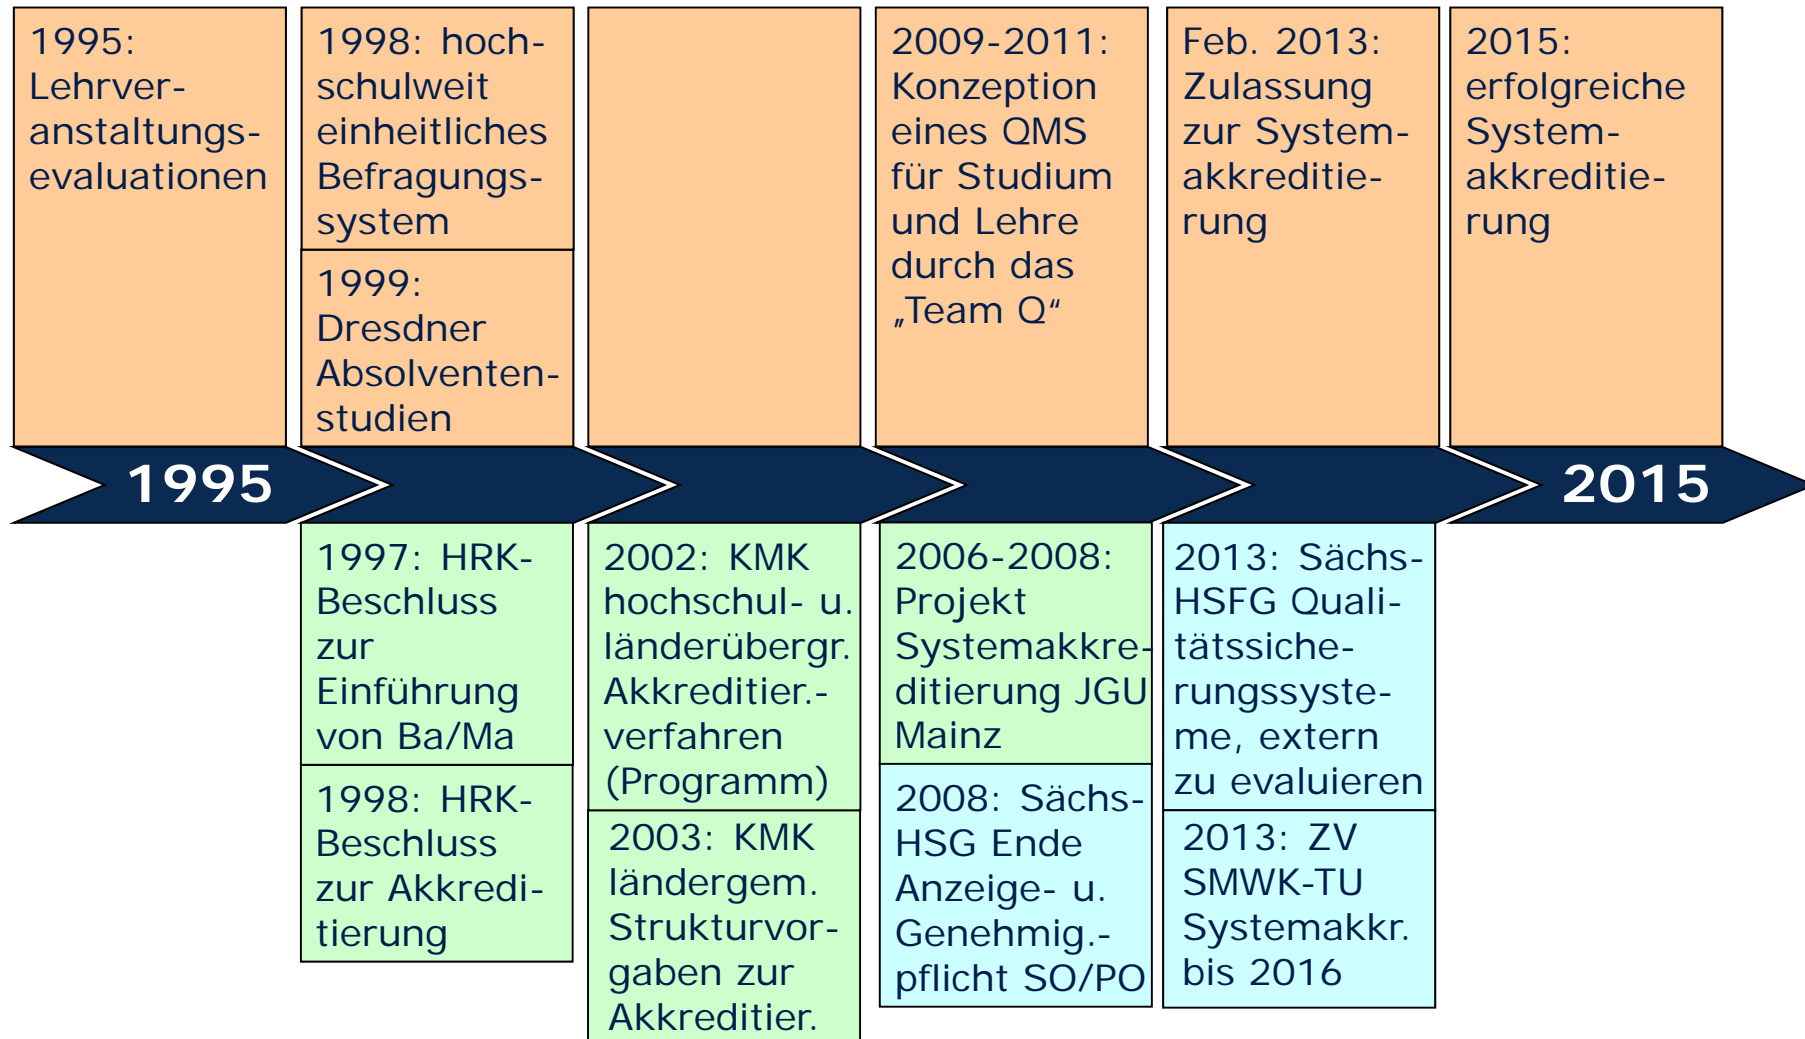 1995:
Lehrver-
anstaltungs-
evaluationen
1998: hoch-
schulweit
einheitliches
Befragungs-
system
1999:
Dresdner
Absolventen-
studien
2009-2011:
Konzeption
eines QMS
für Studium
und Lehre
durch das
„Team Q“
Feb. 2013:
Zulassung
zur System-
akkreditie-
rung
2015:
erfolgreiche
System-
akkreditie-
rung
1995
2015
1997: HRK-
Beschluss
zur
Einführung
von Ba/Ma
1998: HRK-
Beschluss
zur Akkredi-
tierung
2002: KMK
hochschul- u.
länderübergr.
Akkreditier.-
verfahren
(Programm)
2003: KMK
ländergem.
Strukturvor-
gaben zur
Akkreditier.
2006-2008:
Projekt
Systemakkre-
ditierung JGU
Mainz
2008: Sächs-
HSG Ende
Anzeige- u.
Genehmig.-
pflicht SO/PO
2013: Sächs-
HSFG Quali-
tätssiche-
rungssyste-
me, extern
zu evaluieren
2013: ZV
SMWK-TU
Systemakkr.
bis 2016